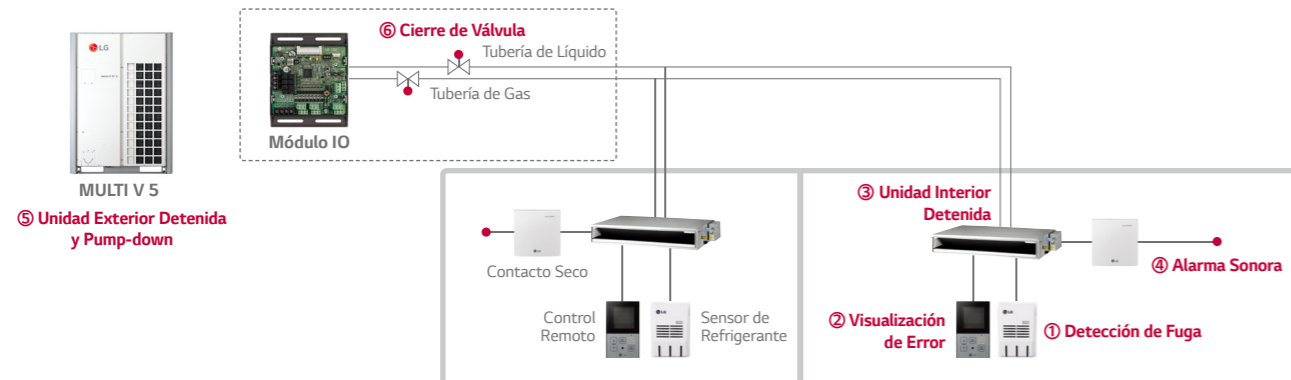 LG
MULTI V 5
⑤ Unidad Exterior Detenida
y Pump-down
⑥ Cierre de Válvula
Tubería de Líquido
Tubería de Gas
Módulo IO
Contacto Seco
Control
Remoto
Sensor de
Refrigerante
③ Unidad Interior
Detenida
④ Alarma Sonora
② Visualización
de Error
① Detección de Fuga